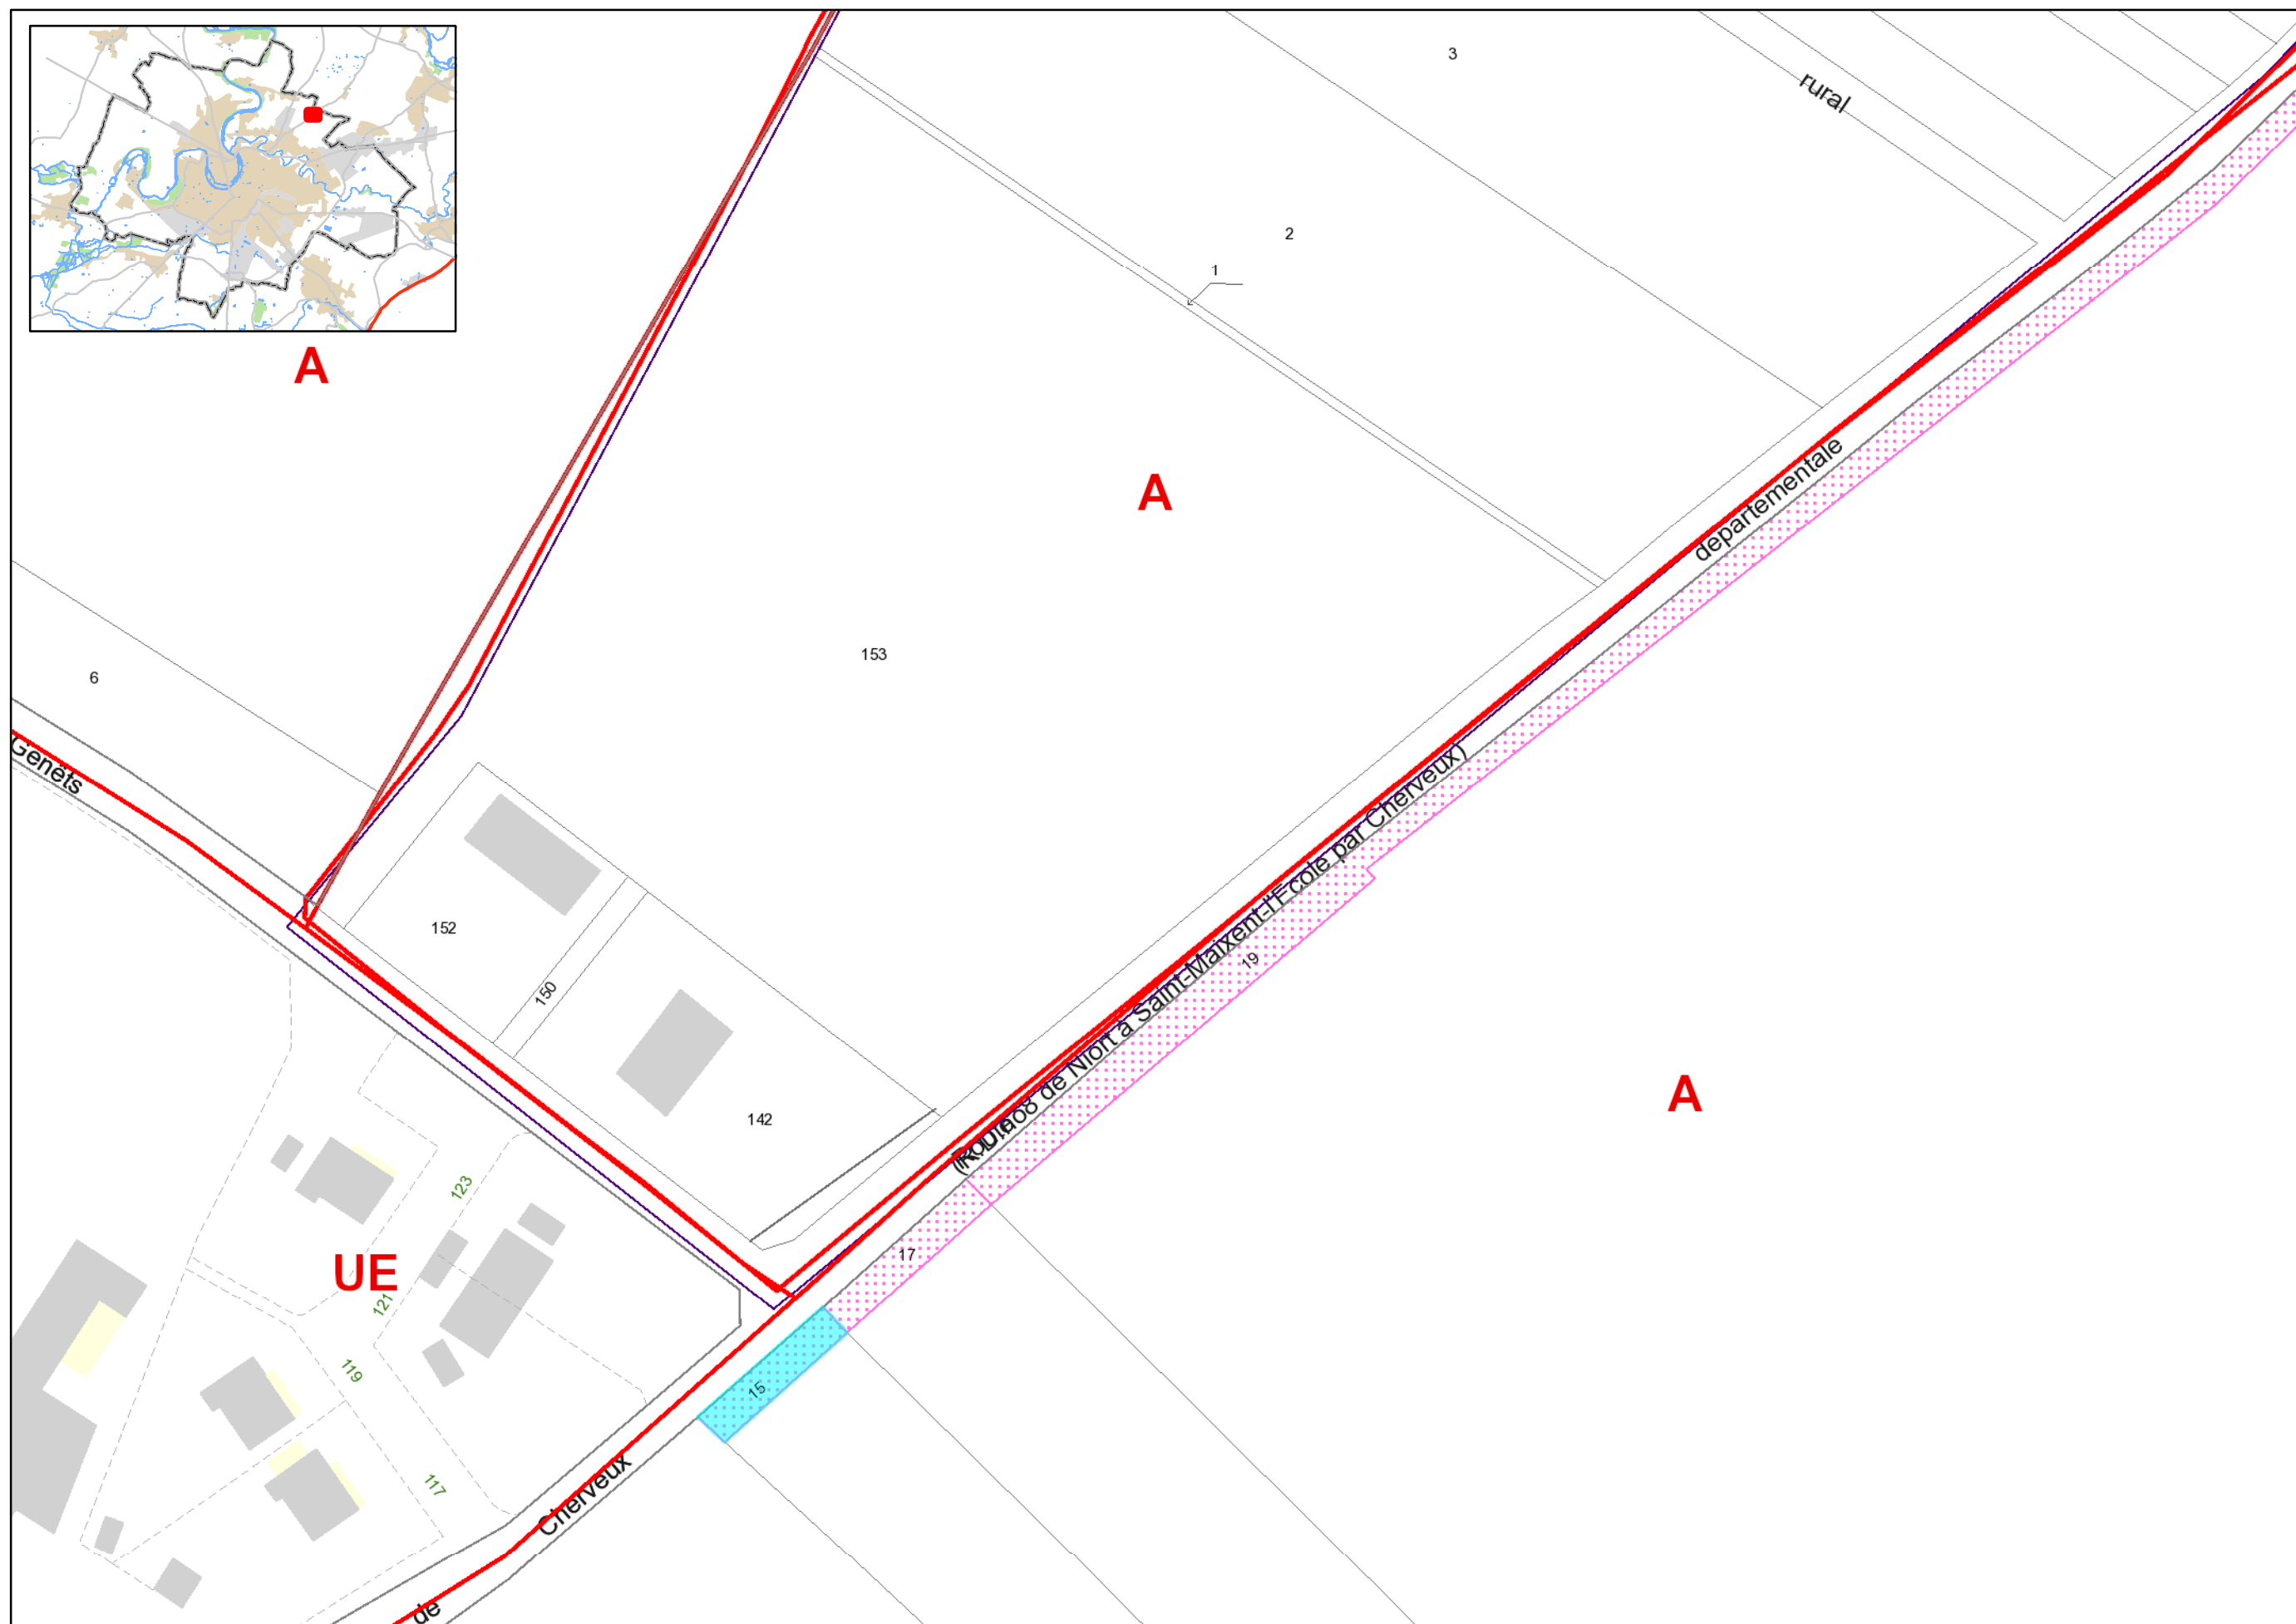 3
rural
2
1
A
departementale
A
153
6
Genêts
(Route de Niort à Saint-Maixent-l'Ecole par Cherveux)
152
19
150
A
142
123
17
UE
121
119
15
117
Cherveux
de